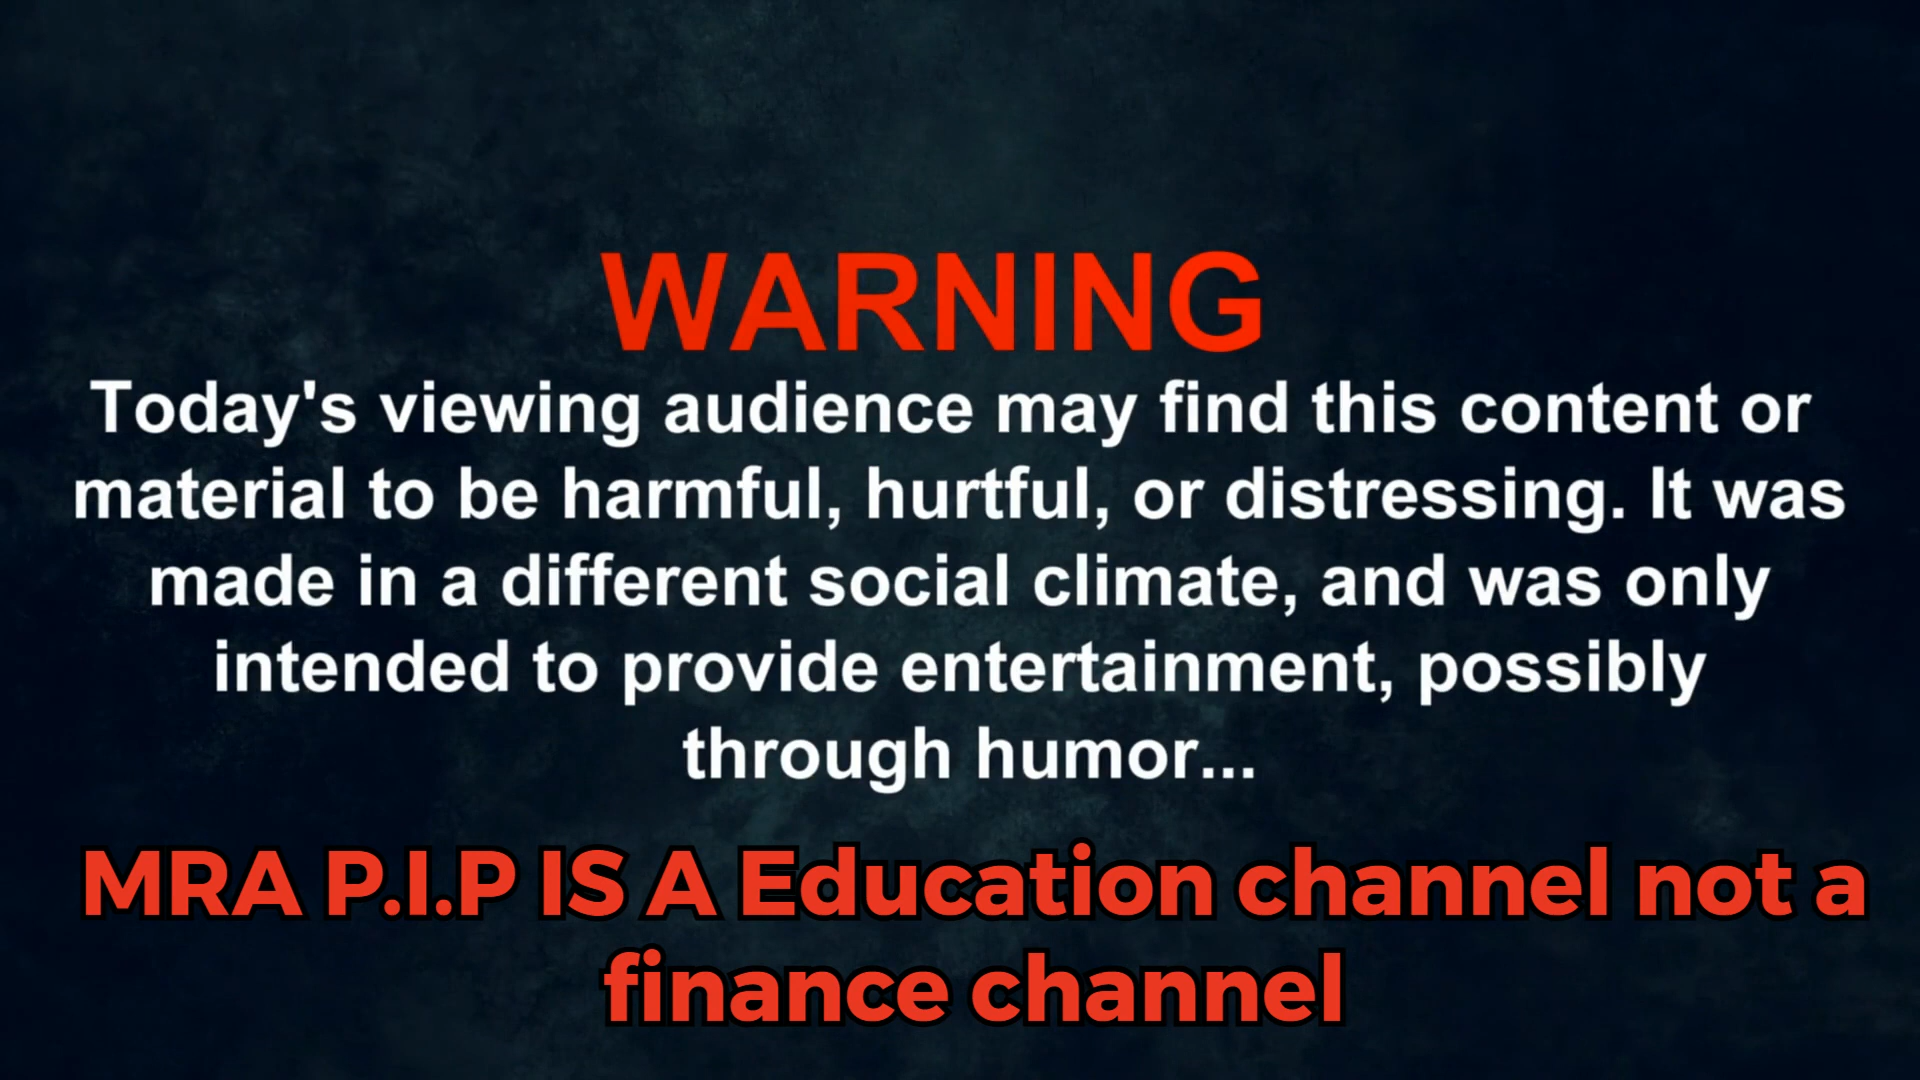 WARNING
Today's viewing audience may find this content or
material to be harmful, hurtful, or distressing. It was
made in a different social climate, and was only
intended to provide entertainment, possibly
through humor...
MRA P.I.P IS A Education channel not a
finance channel